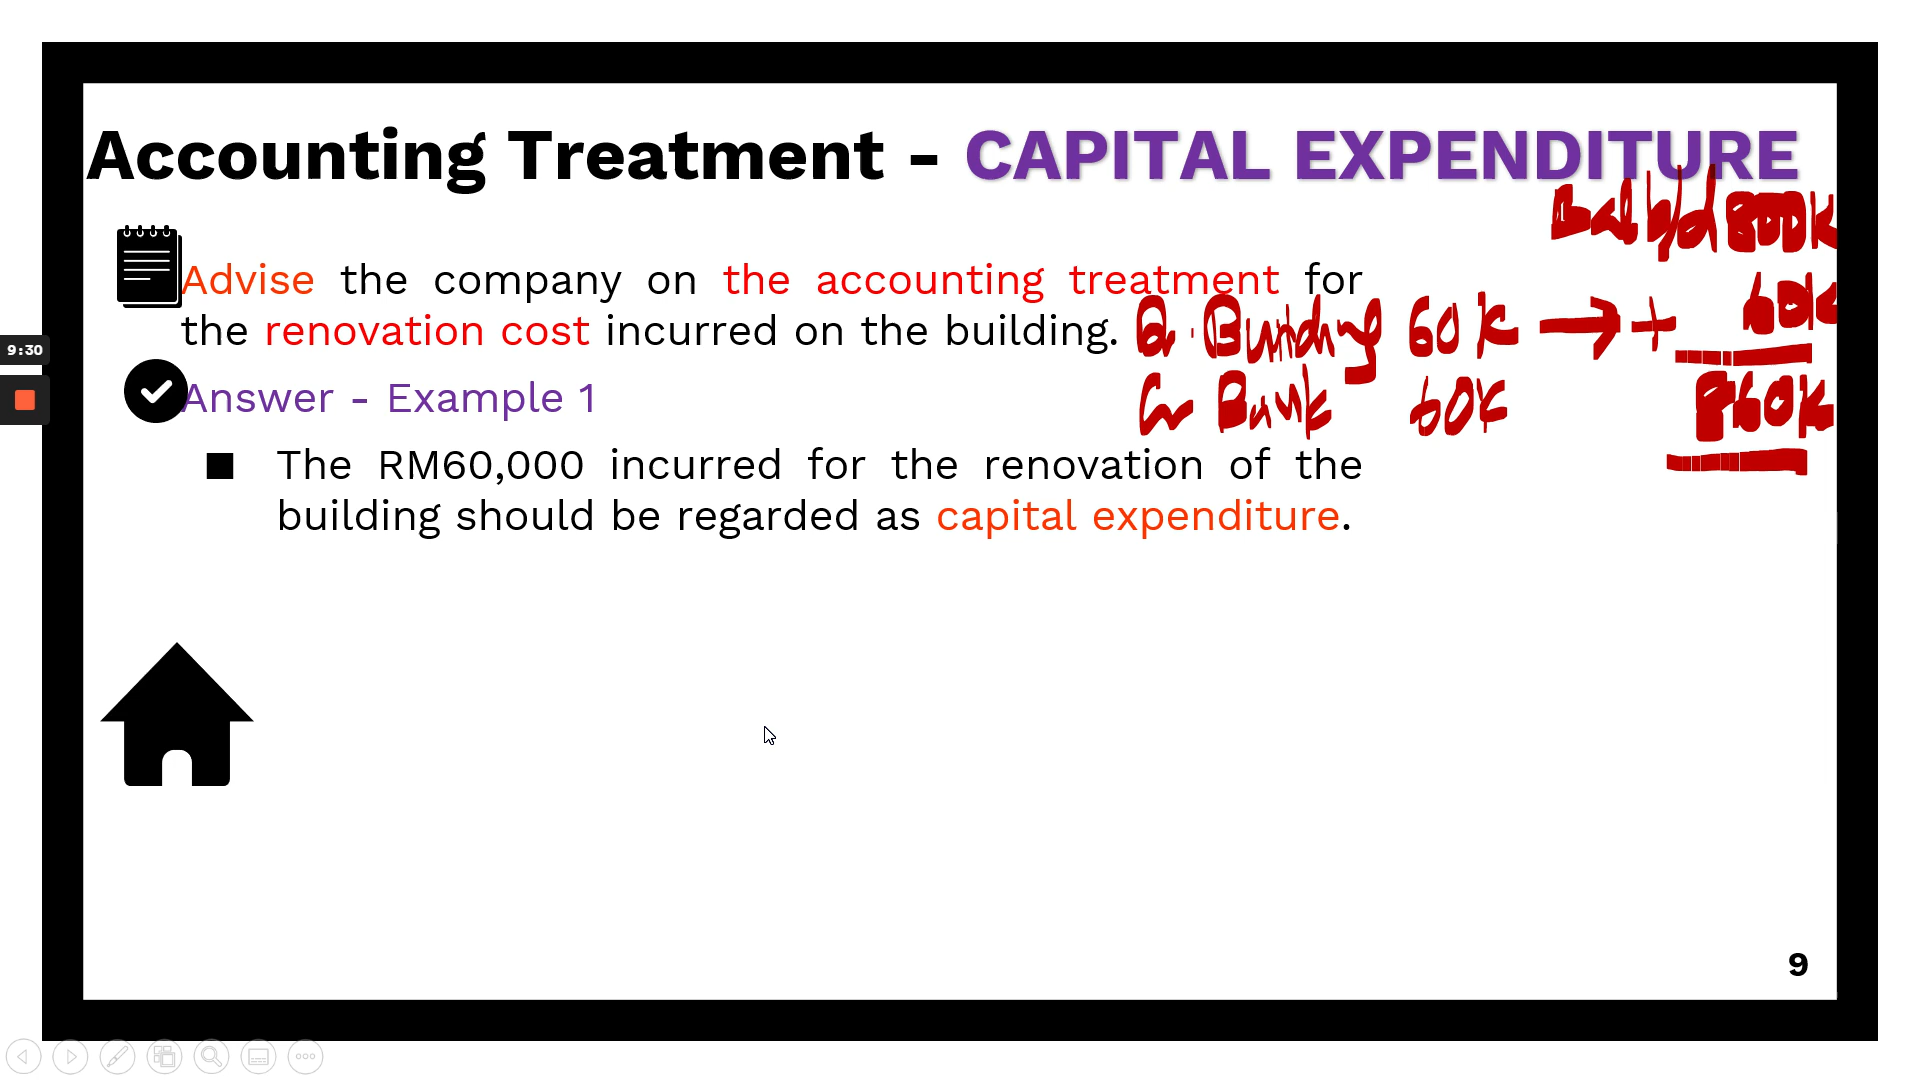 Accounting Treatment - CAPITAL EXPENDITURE
Bal b/d 800k
Advise the company on the accounting treatment for
60k
the renovation cost incurred on the building.
Dr. Building 60k → +
9:30
Answer - Example 1
Cr Bank 60k
860k
■ The RM60,000 incurred for the renovation of the
building should be regarded as capital expenditure.
9